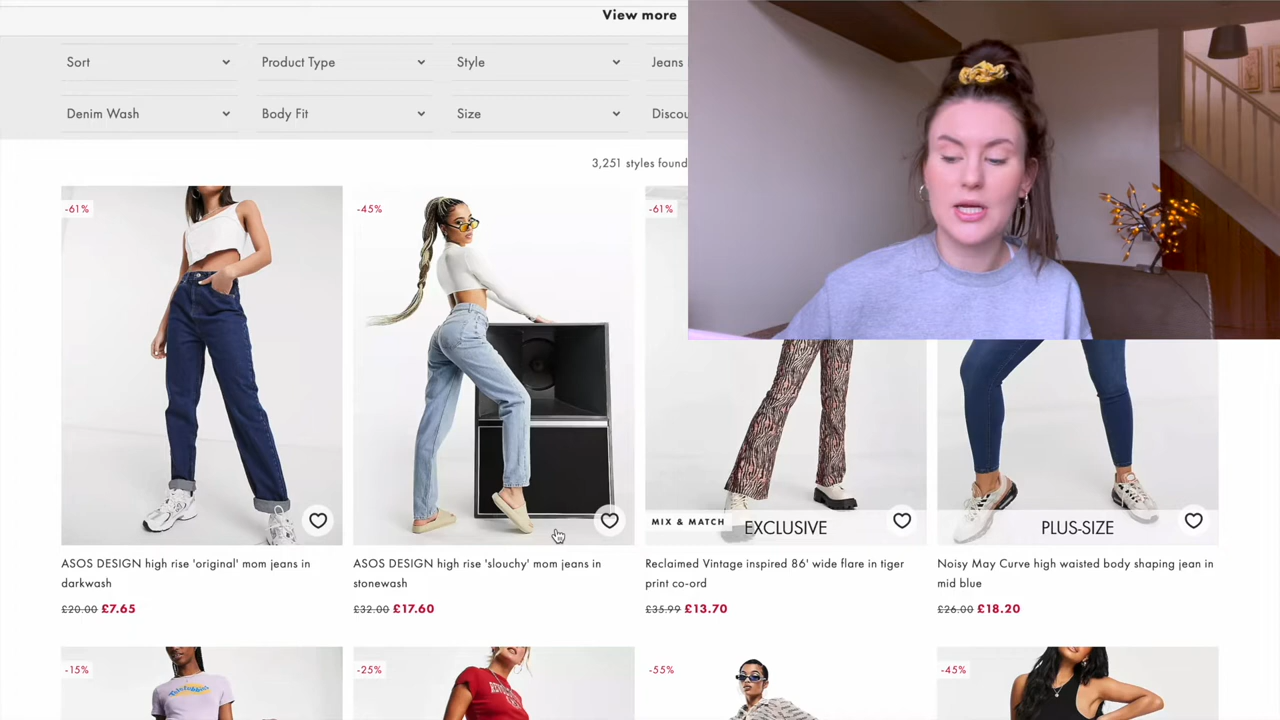 View more
Sort
Product Type
Style
Jeans
Denim Wash
Body Fit
Size
Discou
3,251 styles found
-61%
-45%
-61%
MIX & MATCH
EXCLUSIVE
PLUS-SIZE
ASOS DESIGN high rise 'original' mom jeans in
darkwash
£20.00 £7.65
ASOS DESIGN high rise 'slouchy' mom jeans in
stonewash
£32.00 £17.60
Reclaimed Vintage inspired 86' wide flare in tiger
print co-ord
£35.99 £13.70
Noisy May Curve high waisted body shaping jean in
mid blue
£26.00 £18.20
-15%
-25%
-55%
-45%